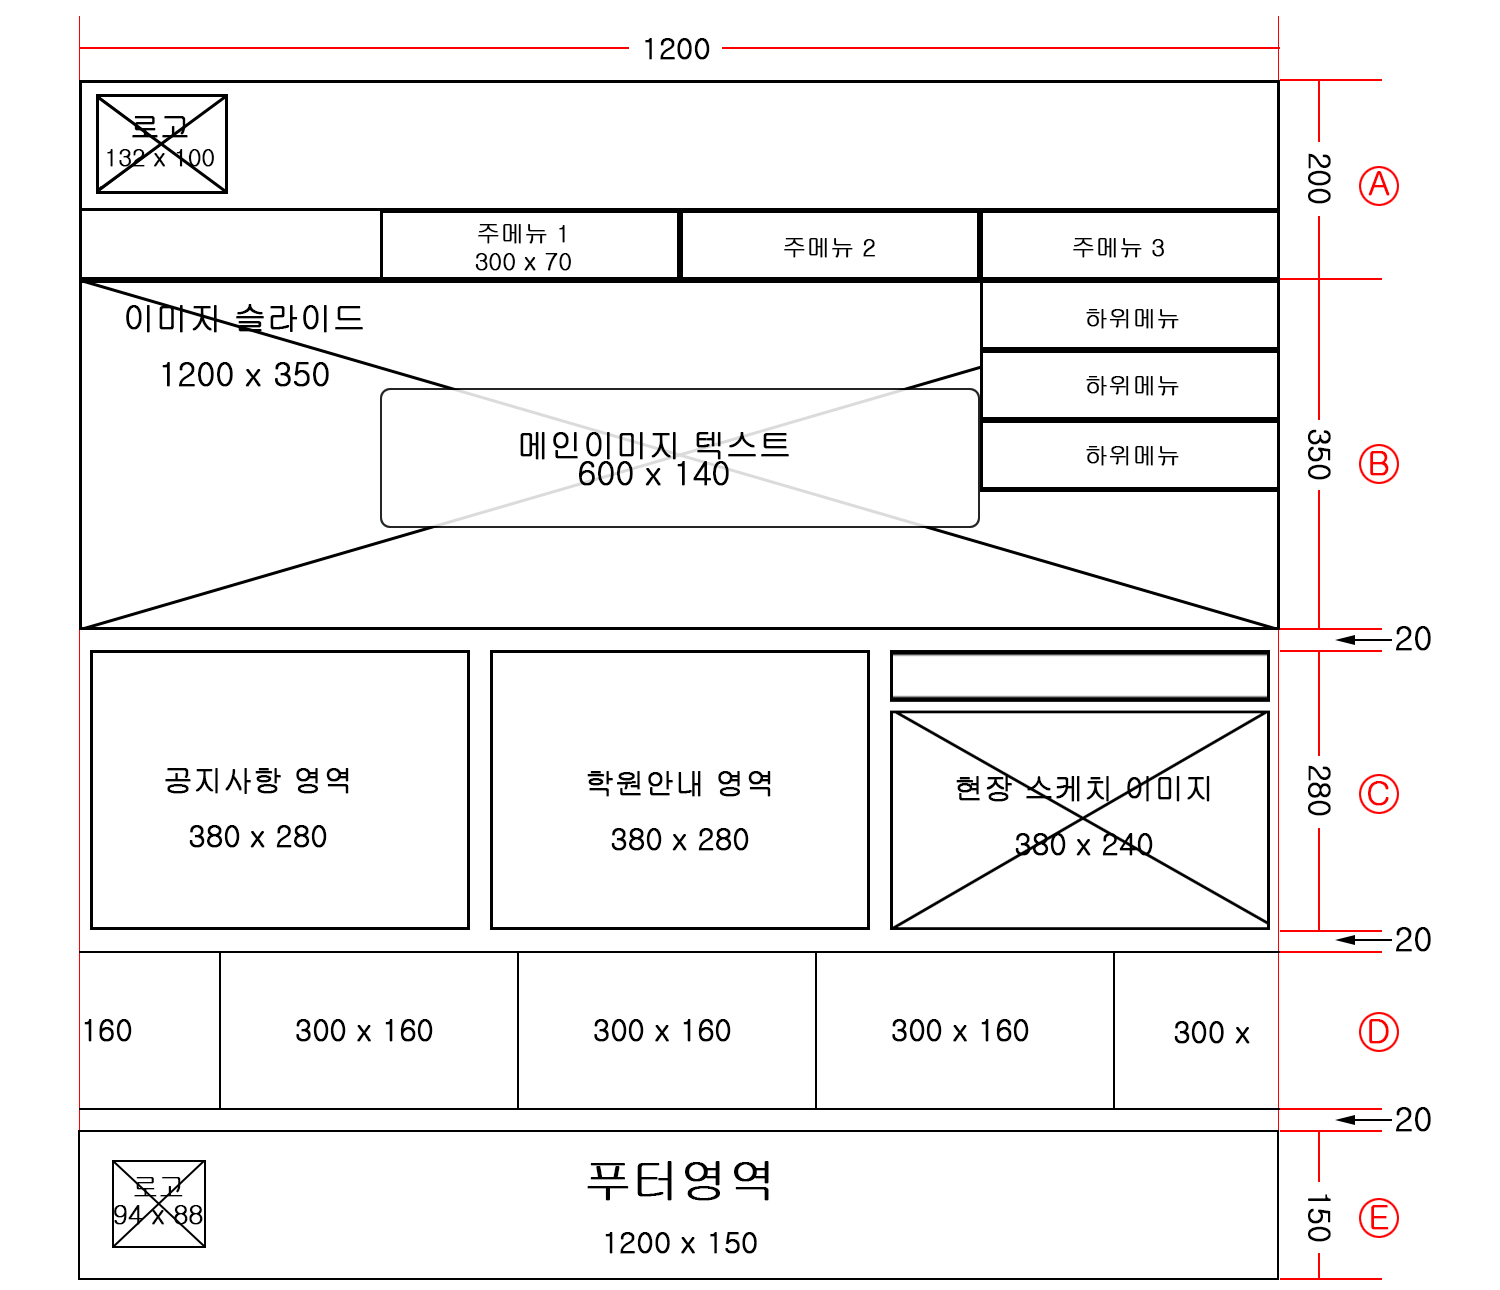 1200
로고
132 x 100
200
Ⓐ
주메뉴 1
300 x 70
주메뉴 2
주메뉴 3
이미지 슬라이드
1200 x 350
하위메뉴
하위메뉴
하위메뉴
메인이미지 텍스트
600 x 140
350
Ⓑ
20
공지사항 영역
380 x 280
학원안내 영역
380 x 280
현장 스케치 이미지
380 x 240
280
Ⓒ
20
160
300 x 160
300 x 160
300 x 160
300 x
Ⓓ
20
로고
94 x 88
푸터영역
1200 x 150
150
Ⓔ